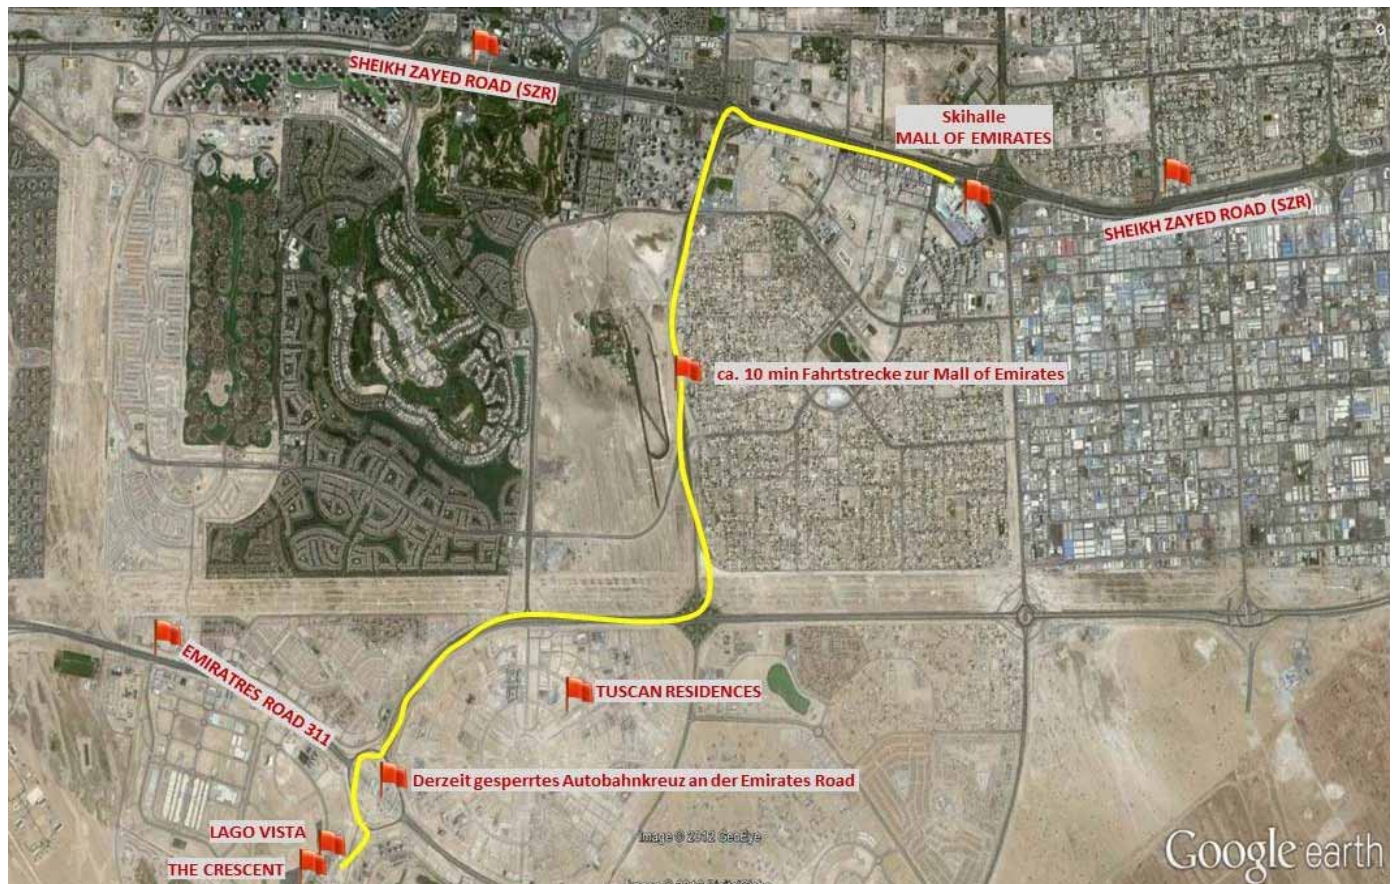 SHEIKH ZAYED ROAD (SZR)
Skihalle
MALL OF EMIRATES
SHEIKH ZAYED ROAD (SZR)
ca. 10 min Fahrtstrecke zur Mall of Emirates
EMIRATRES ROAD 311
TUSCAN RESIDENCES
Derzeit gesperrtes Autobahnkreuz an der Emirates Road
LAGO VISTA
THE CRESCENT
Image © 2012 GeoEye
Google earth